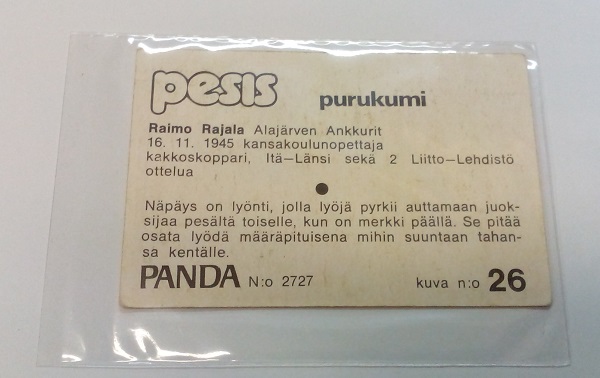 pesis purukumi
Raimo Rajala Alajärven Ankkurit
16. 11. 1945 kansakoulunopettaja
kakkoskoppari, Itä—Länsi sekä 2 Liitto—Lehdistö
ottelua
Näpäys on lyönti, jolla lyöjä pyrkii auttamaan juok-
sijaa pesältä toiselle, kun on merkki päällä. Se pitää
osata lyödä määräpituisena mihin suuntaan tahan-
sa kentälle.
PANDA N:o 2727 kuva n:o 26